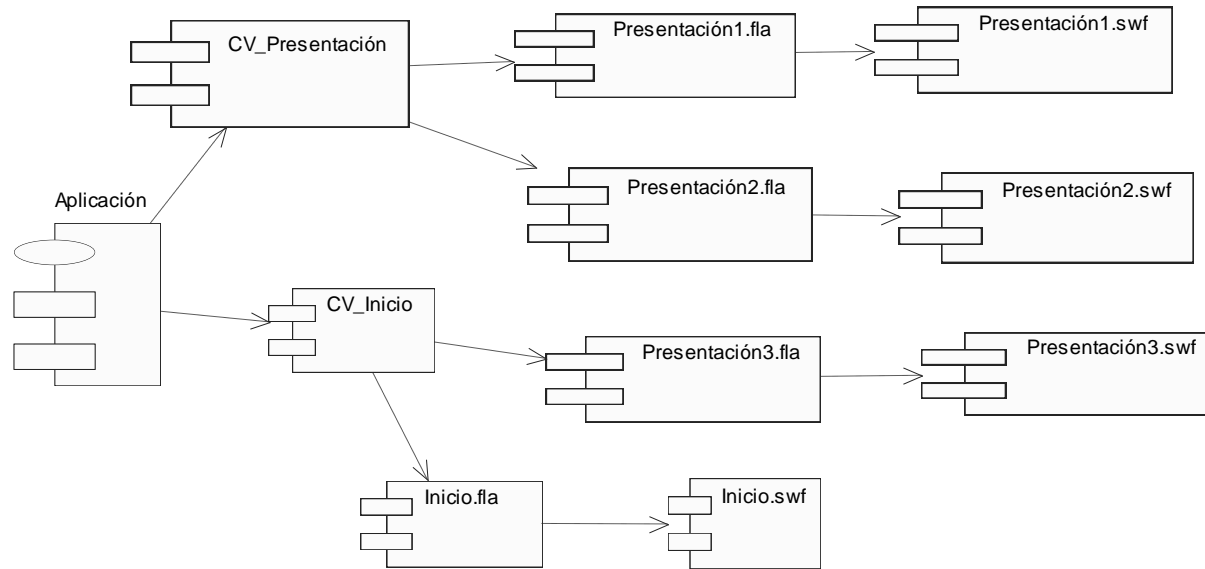 CV_Presentación
Presentación1.fla
Presentación1.swf
Presentación2.fla
Presentación2.swf
Aplicación
CV_Inicio
Presentación3.fla
Presentación3.swf
Inicio.fla
Inicio.swf